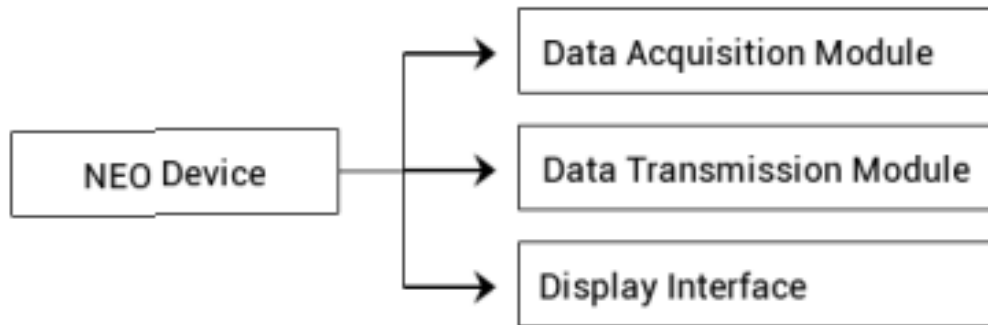 Data Acquisition Module
NEO Device
Data Transmission Module
Display Interface